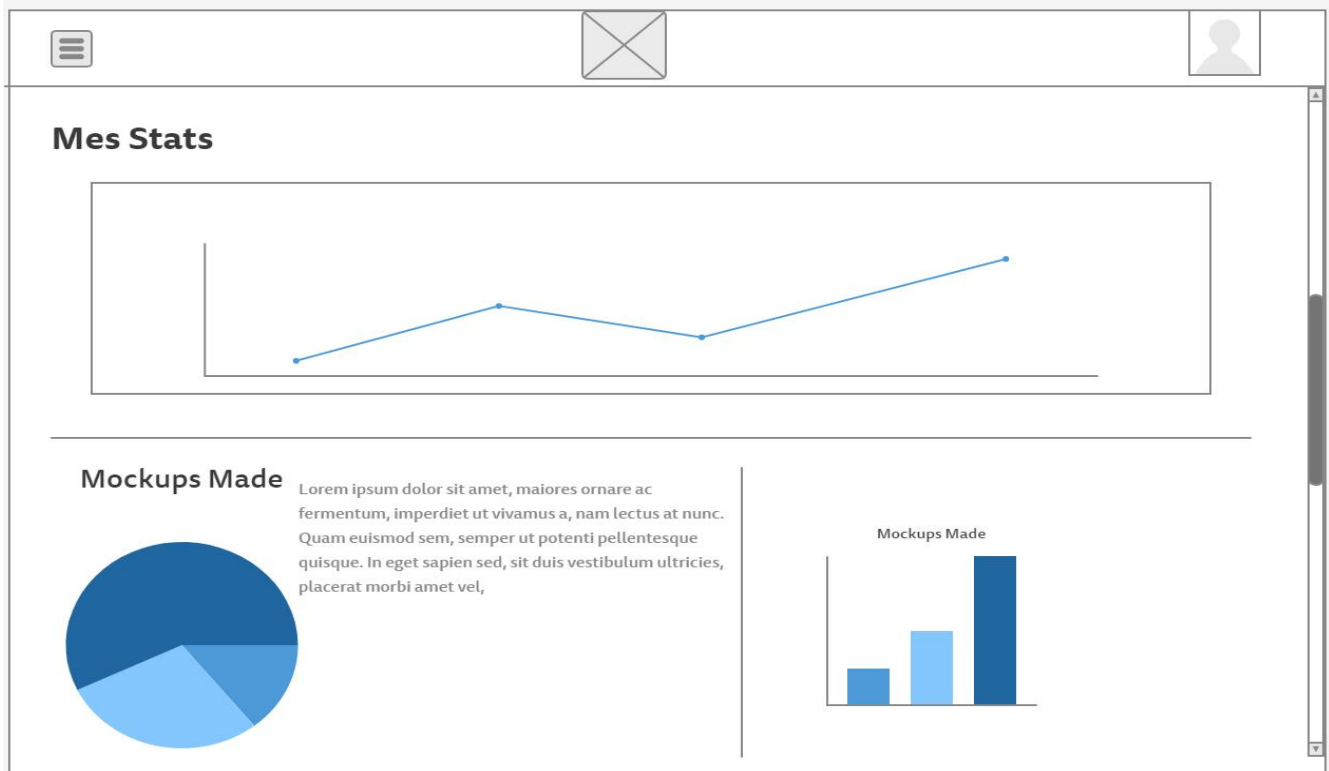 Mes Stats
Mockups Made
Lorem ipsum dolor sit amet, maiores ornare ac
fermentum, imperdiet ut vivamus a, nam lectus at nunc.
Quam euismod sem, semper ut potenti pellentesque
quisque. In eget sapien sed, sit duis vestibulum ultricies,
placerat morbi amet vel,
Mockups Made